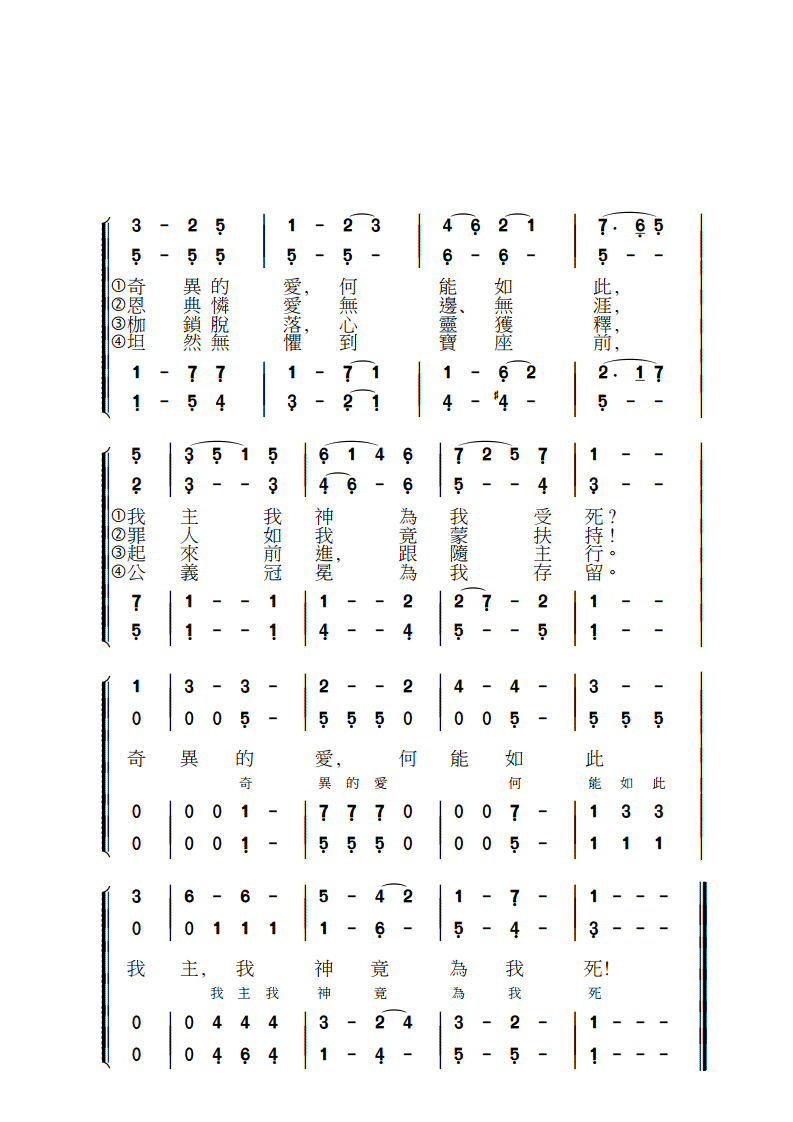 3 - 2 5̣ | 1 - 2 3 | 4 6̣ 2 1 | 7̣. 6̣ 5̣ |
5̣ - 5̣ 5̣ | 5̣ - 5̣ - | 6̣ - 6̣ - | 5̣ - - |
①奇 異 的 愛, 何 能 如 此,
②恩 典 憐 愛 無 邊、無 涯,
③枷 鎖 脫 落, 心 靈 獲 釋,
④坦 然 無 懼 到 寶 座 前,
1 - 7̣ 7̣ | 1 - 7̣ 1 | 1 - 6̣ 2 | 2. 1 7̣ |
1̣ - 5̣ 4̣ | 3̣ - 2̣ 1̣ | 4̣ - #4̣ - | 5̣ - - |
5̣ | 3̣ 5̣ 1 5̣ | 6̣ 1 4 6̣ | 7̣ 2 5̣ 7̣ | 1 - - |
2̣ | 3̣ - - 3̣ | 4̣ 6̣ - 6̣ | 5̣ - - 4̣ | 3̣ - - |
①我 主 我 神 為 我 受 死?
②罪 人 如 我 竟 蒙 扶 持!
③起 來 前 進, 跟 隨 主 行。
④公 義 冠 冕 為 我 存 留。
7̣ | 1 - - 1 | 1 - - 2 | 2 7̣ - 2 | 1 - - |
5̣ | 1̣ - - 1̣ | 4̣ - - 4̣ | 5̣ - - 5̣ | 1̣ - - |
1 | 3 - 3 - | 2 - - 2 | 4 - 4 - | 3 - - |
0 | 0 0 5̣ - | 5̣ 5̣ 5̣ 0 | 0 0 5̣ - | 5̣ 5̣ 5̣ |
奇 異 的 愛, 何 能 如 此
奇 異 的 愛 何 能 如 此
0 | 0 0 1 - | 7̣ 7̣ 7̣ 0 | 0 0 7̣ - | 1 3 3 |
0 | 0 0 1̣ - | 5̣ 5̣ 5̣ 0 | 0 0 5̣ - | 1 1 1 |
3 | 6 - 6 - | 5 - 4 2 | 1 - 7̣ - | 1 - - - |
0 | 0 1 1 1 | 1 - 6̣ - | 5̣ - 4̣ - | 3̣ - - - |
我 主, 我 神 竟 為 我 死!
我 主 我 神 竟 為 我 死
0 | 0 4 4 4 | 3 - 2 4 | 3 - 2 - | 1 - - - |
0 | 0 4̣ 6̣ 4̣ | 1 - 4̣ - | 5̣ - 5̣ - | 1̣ - - - |